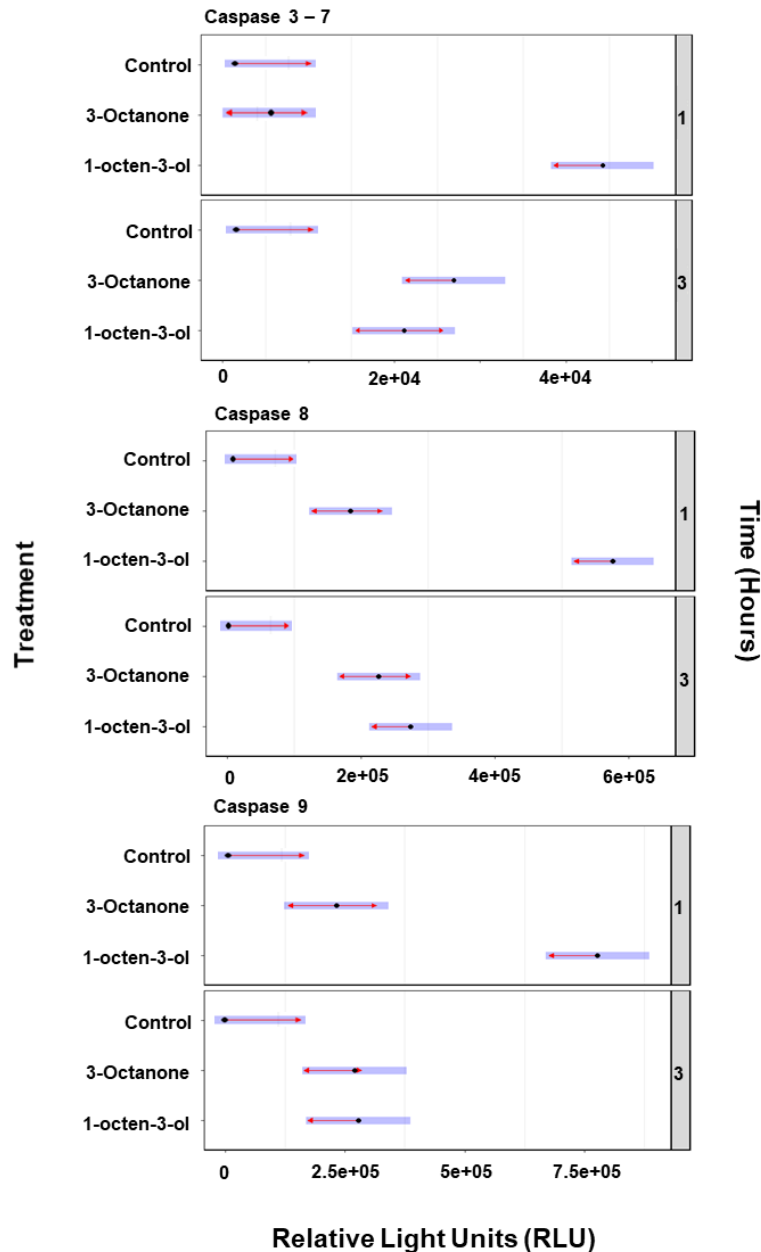 Caspase 3 – 7
Control
3-Octanone
1-octen-3-ol
1
Control
3-Octanone
1-octen-3-ol
3
0 2e+04 4e+04
Caspase 8
Control
3-Octanone
1-octen-3-ol
1
Control
3-Octanone
1-octen-3-ol
3
0 2e+05 4e+05 6e+05
Caspase 9
Control
3-Octanone
1-octen-3-ol
1
Control
3-Octanone
1-octen-3-ol
3
0 2.5e+05 5e+05 7.5e+05
Treatment
Time (Hours)
Relative Light Units (RLU)